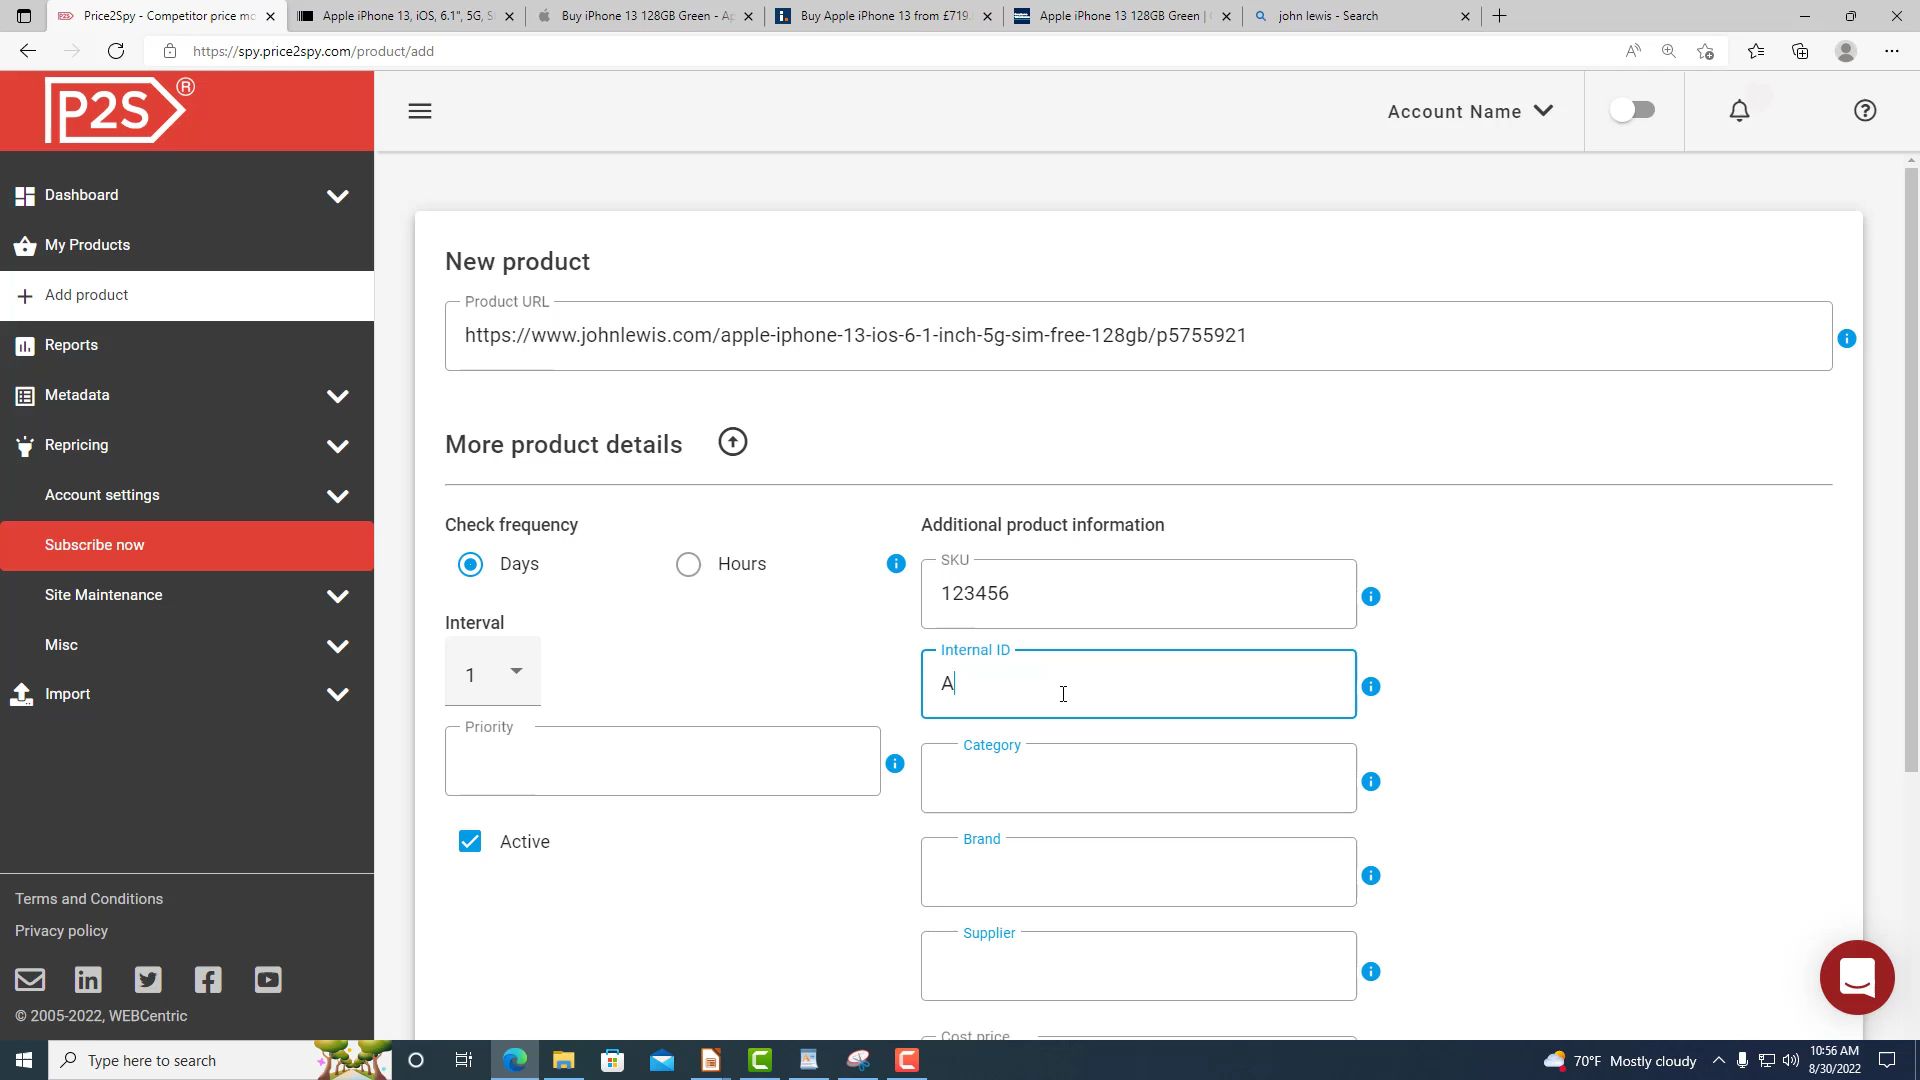 Price2Spy - Competitor price mo
Apple iPhone 13, iOS, 6.1", 5G, S
Buy iPhone 13 128GB Green - Ap
Buy Apple iPhone 13 from £719.
Apple iPhone 13 128GB Green |
john lewis - Search
https://spy.price2spy.com/product/add
P2S®
Account Name
Dashboard
My Products
Add product
Reports
Metadata
Repricing
Account settings
Subscribe now
Site Maintenance
Misc
Import
Terms and Conditions
Privacy policy
© 2005-2022, WEBCentric
New product
Product URL
https://www.johnlewis.com/apple-iphone-13-ios-6-1-inch-5g-sim-free-128gb/p5755921
More product details
Check frequency
Days
Hours
Interval
1
Priority
Active
Additional product information
SKU
123456
Internal ID
A
Category
Brand
Supplier
Cost price
Type here to search
70°F Mostly cloudy
10:56 AM
8/30/2022